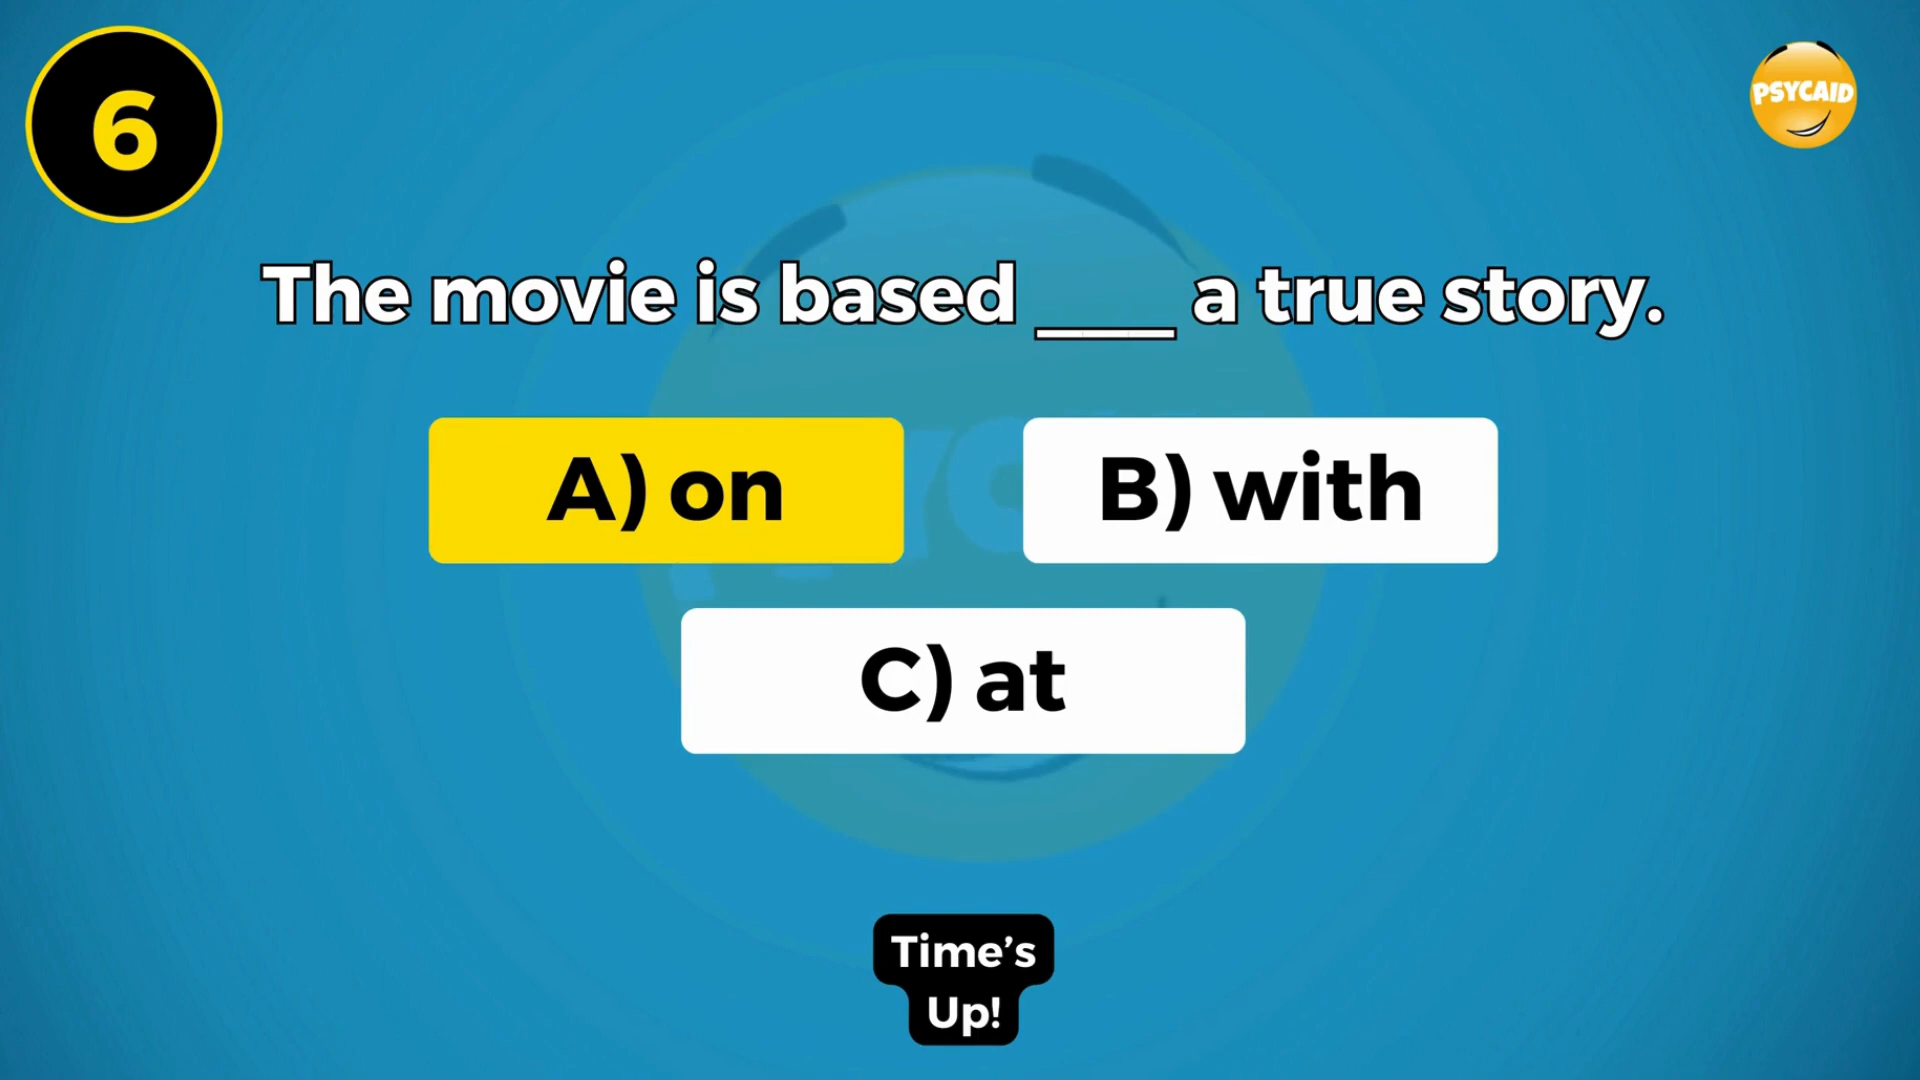 6
PSYCAID
The movie is based ___ a true story.
A) on
B) with
C) at
Time’s
Up!